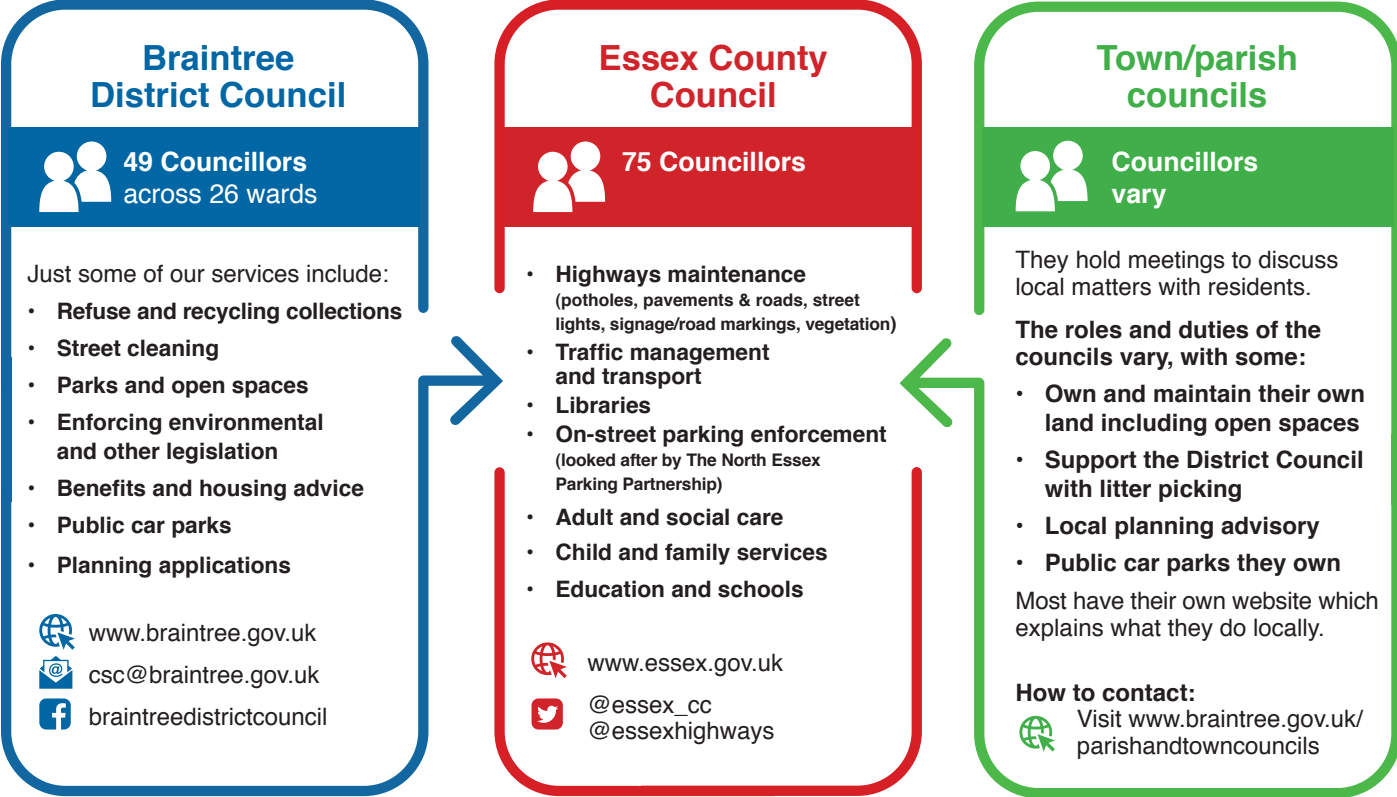 Braintree
District Council
49 Councillors
across 26 wards
Just some of our services include:
• Refuse and recycling collections
• Street cleaning
• Parks and open spaces
• Enforcing environmental
and other legislation
• Benefits and housing advice
• Public car parks
• Planning applications
www.braintree.gov.uk
@
csc@braintree.gov.uk
f
braintreedistrictcouncil
Essex County
Council
75 Councillors
• Highways maintenance
(potholes, pavements & roads, street
lights, signage/road markings, vegetation)
• Traffic management
and transport
• Libraries
• On-street parking enforcement
(looked after by The North Essex
Parking Partnership)
• Adult and social care
• Child and family services
• Education and schools
www.essex.gov.uk
@essex_cc
@essexhighways
Town/parish
councils
Councillors
vary
They hold meetings to discuss
local matters with residents.
The roles and duties of the
councils vary, with some:
• Own and maintain their own
land including open spaces
• Support the District Council
with litter picking
• Local planning advisory
• Public car parks they own
Most have their own website which
explains what they do locally.
How to contact:
Visit www.braintree.gov.uk/
parishandtowncouncils